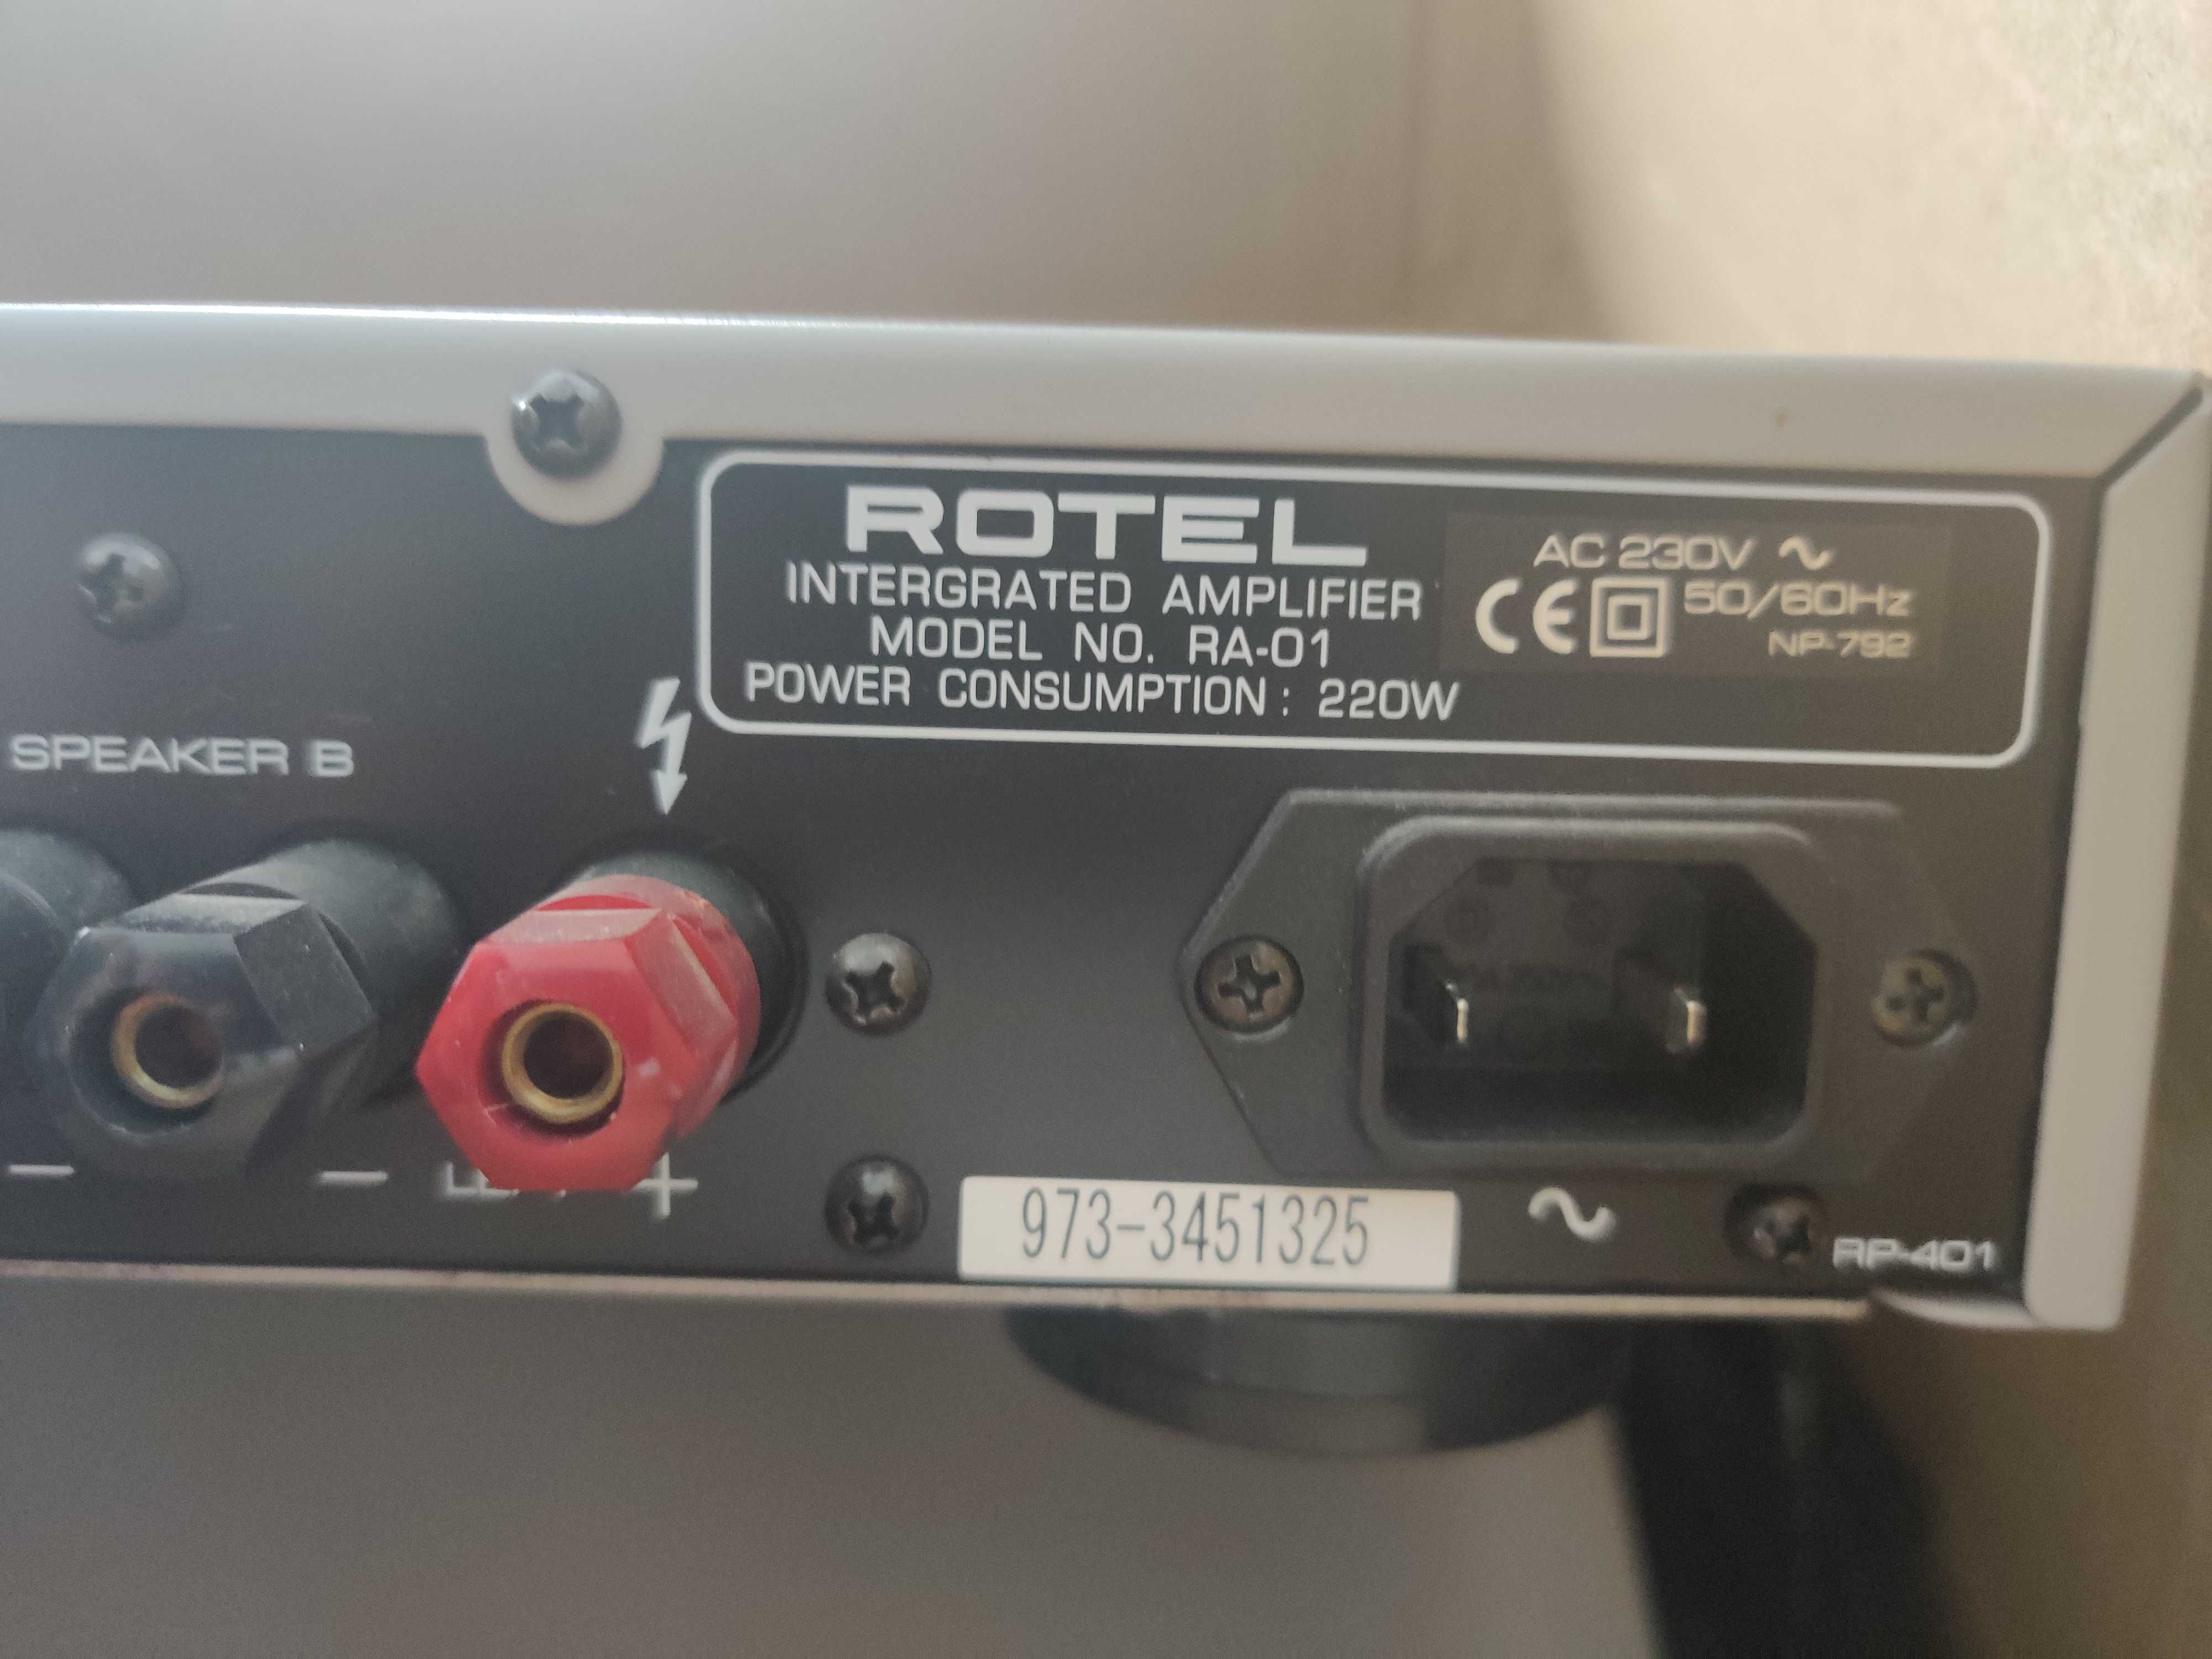 ROTEL
INTERGRATED AMPLIFIER
MODEL NO. RA-01
POWER CONSUMPTION : 220W
AC 230V ~
CE 50/60Hz
NP-792
SPEAKER B
− − +
973-3451325
~
RP-401